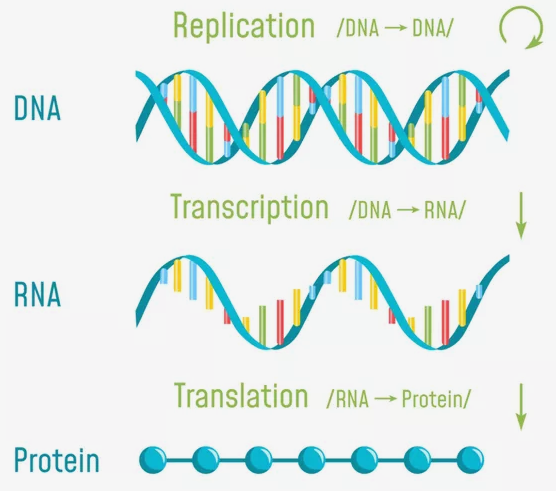 Replication /DNA → DNA/
DNA
Transcription /DNA → RNA/
RNA
Translation /RNA → Protein/
Protein